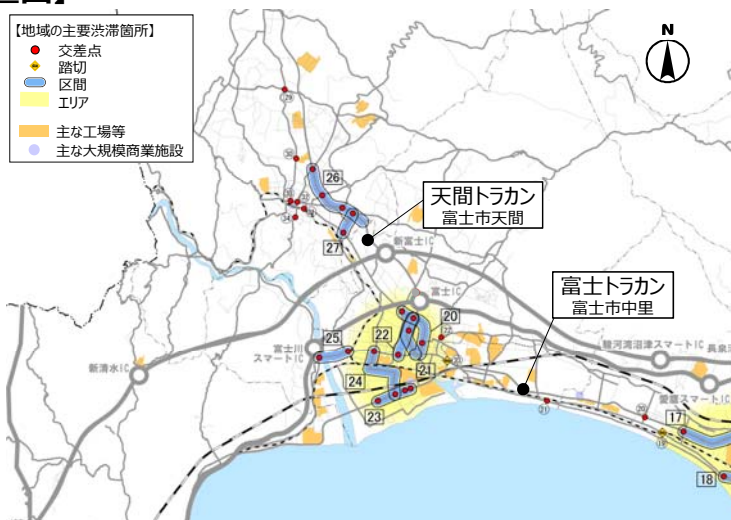 【地域の主要渋滞箇所】
交差点
踏切
区間
エリア
主な工場等
主な大規模商業施設
N
29
26
天間トラカン
富士市天間
27
新富士IC
富士IC
富士トラカン
富士市中里
20
22
25
富士川
スマートIC
21
24
23
新清水IC
駿河湾沼津スマートIC
愛鷹スマートIC
21
20
17
19
18